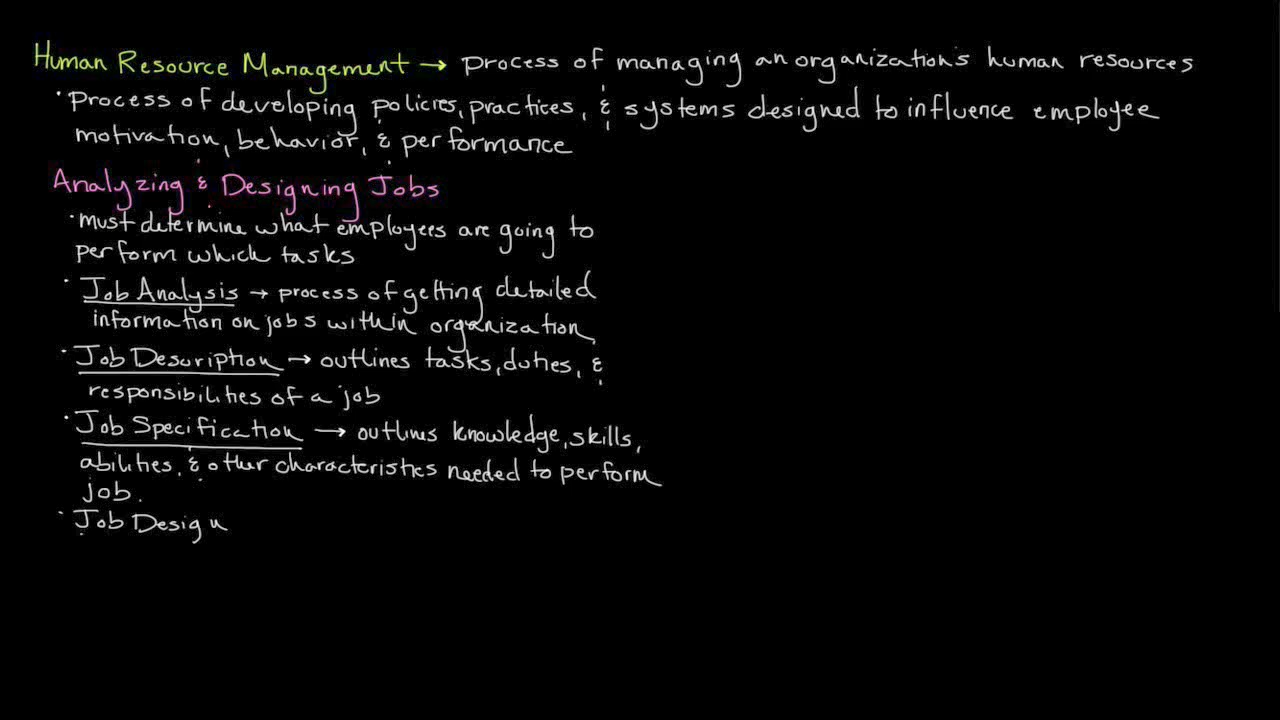 Human Resource Management → process of managing an organization's human resources
• Process of developing policies, practices, & systems designed to influence employee
motivation, behavior, & performance
Analyzing & Designing Jobs
• must determine what employees are going to
perform which tasks
• Job Analysis → process of getting detailed
information on jobs within organization
• Job Description → outlines tasks, duties, &
responsibilities of a job
• Job Specification → outlines knowledge, skills,
abilities, & other characteristics needed to perform
job.
• Job Design